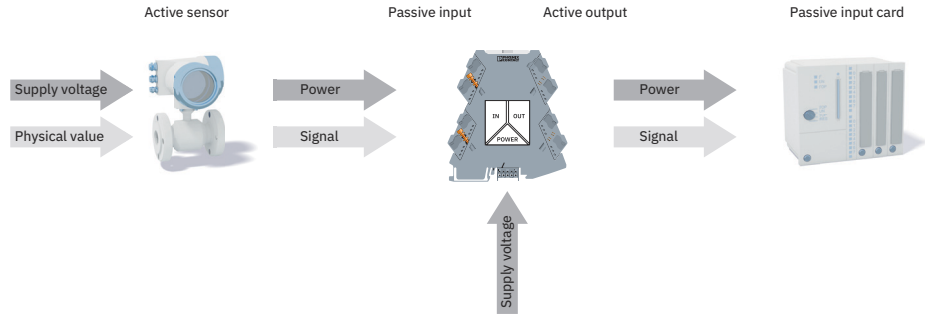 Active sensor
Passive input
Active output
Passive input card
Supply voltage
Power
Power
Physical value
Signal
Signal
IN
OUT
POWER
Supply voltage